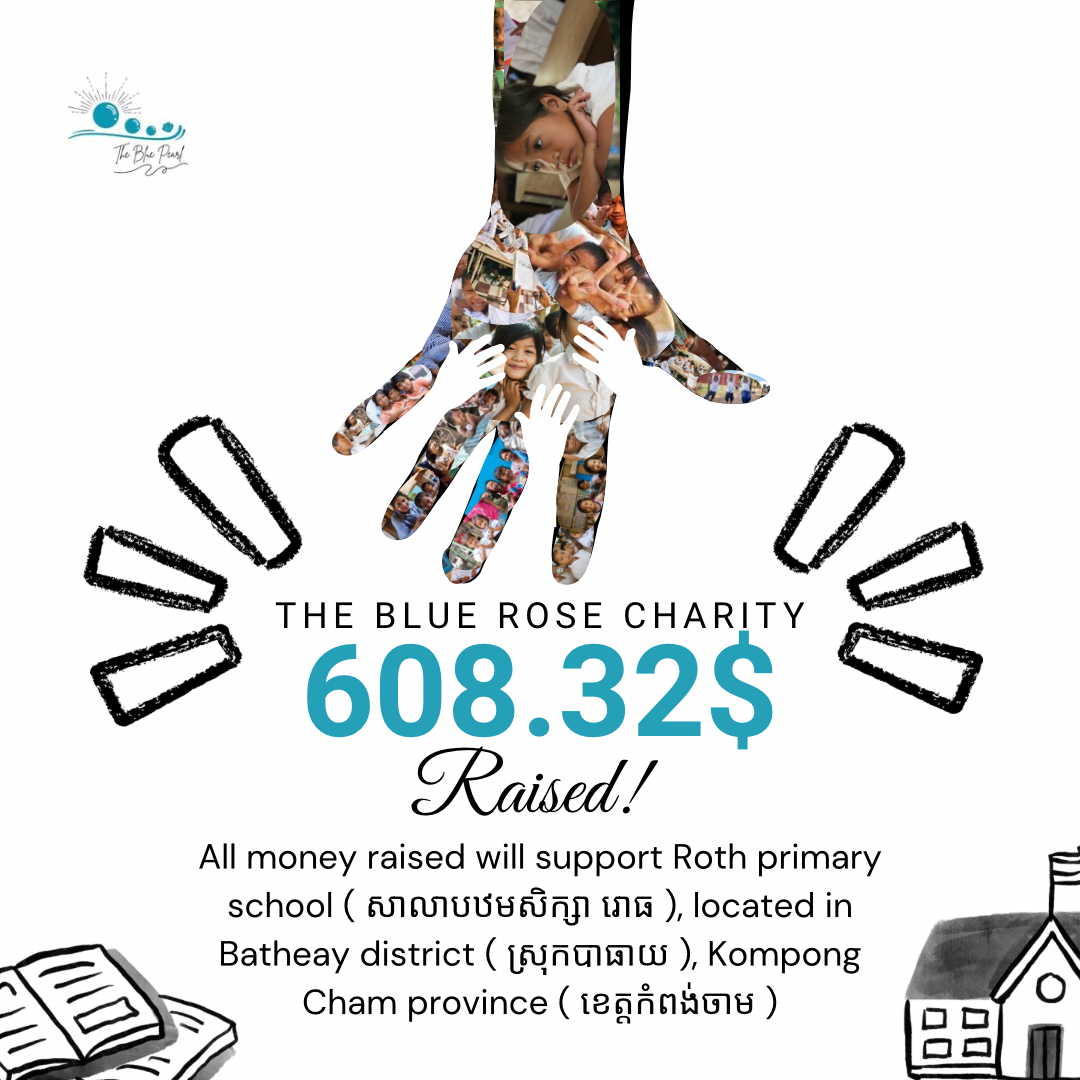 The Blue Pearl
THE BLUE ROSE CHARITY
608.32$
Raised!
All money raised will support Roth primary
school ( សាលាបឋមសិក្សា រោធ ), located in
Batheay district ( ស្រុកបាធាយ ), Kompong
Cham province ( ខេត្តកំពង់ចាម )